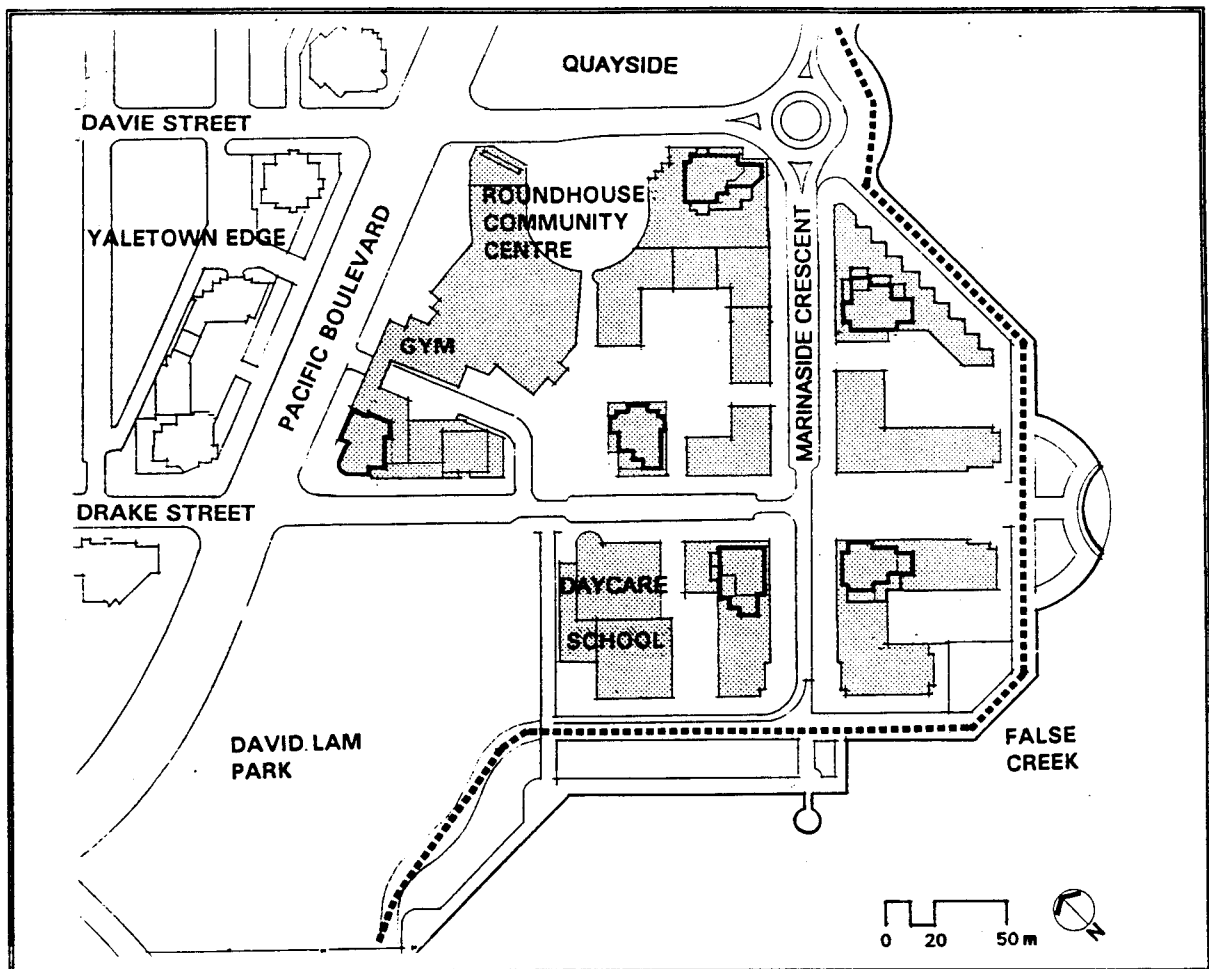 QUAYSIDE
DAVIE STREET
ROUNDHOUSE
COMMUNITY
CENTRE
YALETOWN EDGE
PACIFIC BOULEVARD
MARINASIDE CRESCENT
GYM
DRAKE STREET
DAYCARE
SCHOOL
DAVID LAM
PARK
FALSE
CREEK
0 20 50 m
N